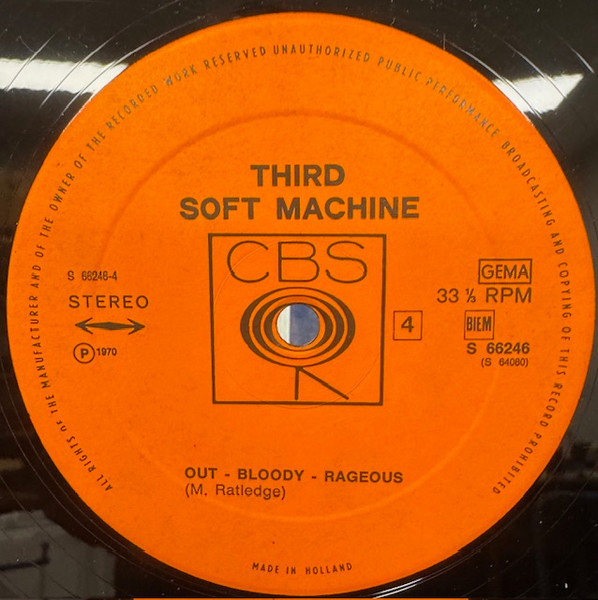 ALL RIGHTS OF THE MANUFACTURER AND OF THE OWNER OF THE RECORDED WORK RESERVED UNAUTHORIZED PUBLIC PERFORMANCE BROADCASTING AND COPYING OF THIS RECORD PROHIBITED
THIRD
SOFT MACHINE
CBS
S 66246-4
STEREO
P 1970
GEMA
33 ⅓ RPM
4
BIEM
S 66246
(S 64080)
OUT - BLOODY - RAGEOUS
(M. Ratledge)
MADE IN HOLLAND